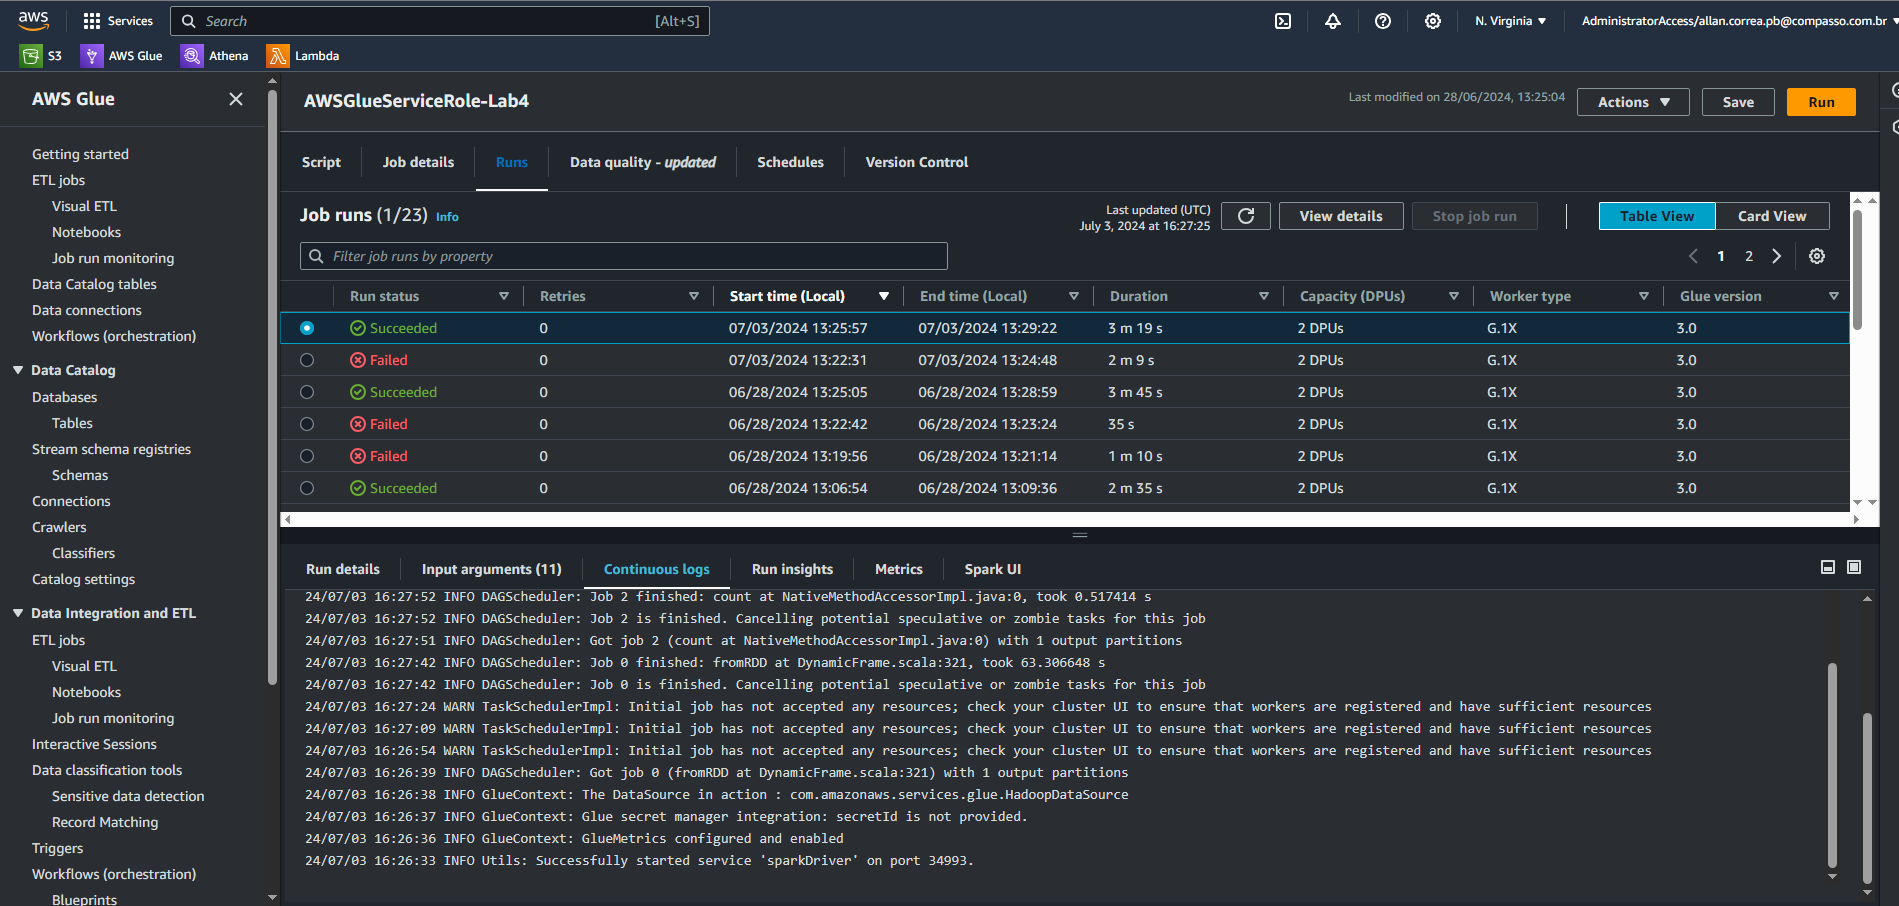 aws
Services
Search
[Alt+S]
N. Virginia
AdministratorAccess/allan.correa.pb@compasso.com.br
S3
AWS Glue
Athena
Lambda
AWS Glue
Getting started
ETL jobs
Visual ETL
Notebooks
Job run monitoring
Data Catalog tables
Data connections
Workflows (orchestration)
Data Catalog
Databases
Tables
Stream schema registries
Schemas
Connections
Crawlers
Classifiers
Catalog settings
Data Integration and ETL
ETL jobs
Visual ETL
Notebooks
Job run monitoring
Interactive Sessions
Data classification tools
Sensitive data detection
Record Matching
Triggers
Workflows (orchestration)
Blueprints
AWSGlueServiceRole-Lab4
Last modified on 28/06/2024, 13:25:04
Actions
Save
Run
Script
Job details
Runs
Data quality - updated
Schedules
Version Control
Job runs (1/23) Info
Last updated (UTC)
July 3, 2024 at 16:27:25
View details
Stop job run
Table View
Card View
Filter job runs by property
1 2
Run status Retries Start time (Local) End time (Local) Duration Capacity (DPUs) Worker type Glue version
Succeeded 0 07/03/2024 13:25:57 07/03/2024 13:29:22 3 m 19 s 2 DPUs G.1X 3.0
Failed 0 07/03/2024 13:22:31 07/03/2024 13:24:48 2 m 9 s 2 DPUs G.1X 3.0
Succeeded 0 06/28/2024 13:25:05 06/28/2024 13:28:59 3 m 45 s 2 DPUs G.1X 3.0
Failed 0 06/28/2024 13:22:42 06/28/2024 13:23:24 35 s 2 DPUs G.1X 3.0
Failed 0 06/28/2024 13:19:56 06/28/2024 13:21:14 1 m 10 s 2 DPUs G.1X 3.0
Succeeded 0 06/28/2024 13:06:54 06/28/2024 13:09:36 2 m 35 s 2 DPUs G.1X 3.0
Run details
Input arguments (11)
Continuous logs
Run insights
Metrics
Spark UI
24/07/03 16:27:52 INFO DAGScheduler: Job 2 finished: count at NativeMethodAccessorImpl.java:0, took 0.517414 s
24/07/03 16:27:52 INFO DAGScheduler: Job 2 is finished. Cancelling potential speculative or zombie tasks for this job
24/07/03 16:27:51 INFO DAGScheduler: Got job 2 (count at NativeMethodAccessorImpl.java:0) with 1 output partitions
24/07/03 16:27:42 INFO DAGScheduler: Job 0 finished: fromRDD at DynamicFrame.scala:321, took 63.306648 s
24/07/03 16:27:42 INFO DAGScheduler: Job 0 is finished. Cancelling potential speculative or zombie tasks for this job
24/07/03 16:27:24 WARN TaskSchedulerImpl: Initial job has not accepted any resources; check your cluster UI to ensure that workers are registered and have sufficient resources
24/07/03 16:27:09 WARN TaskSchedulerImpl: Initial job has not accepted any resources; check your cluster UI to ensure that workers are registered and have sufficient resources
24/07/03 16:26:54 WARN TaskSchedulerImpl: Initial job has not accepted any resources; check your cluster UI to ensure that workers are registered and have sufficient resources
24/07/03 16:26:39 INFO DAGScheduler: Got job 0 (fromRDD at DynamicFrame.scala:321) with 1 output partitions
24/07/03 16:26:38 INFO GlueContext: The DataSource in action : com.amazonaws.services.glue.HadoopDataSource
24/07/03 16:26:37 INFO GlueContext: Glue secret manager integration: secretId is not provided.
24/07/03 16:26:36 INFO GlueContext: GlueMetrics configured and enabled
24/07/03 16:26:33 INFO Utils: Successfully started service 'sparkDriver' on port 34993.